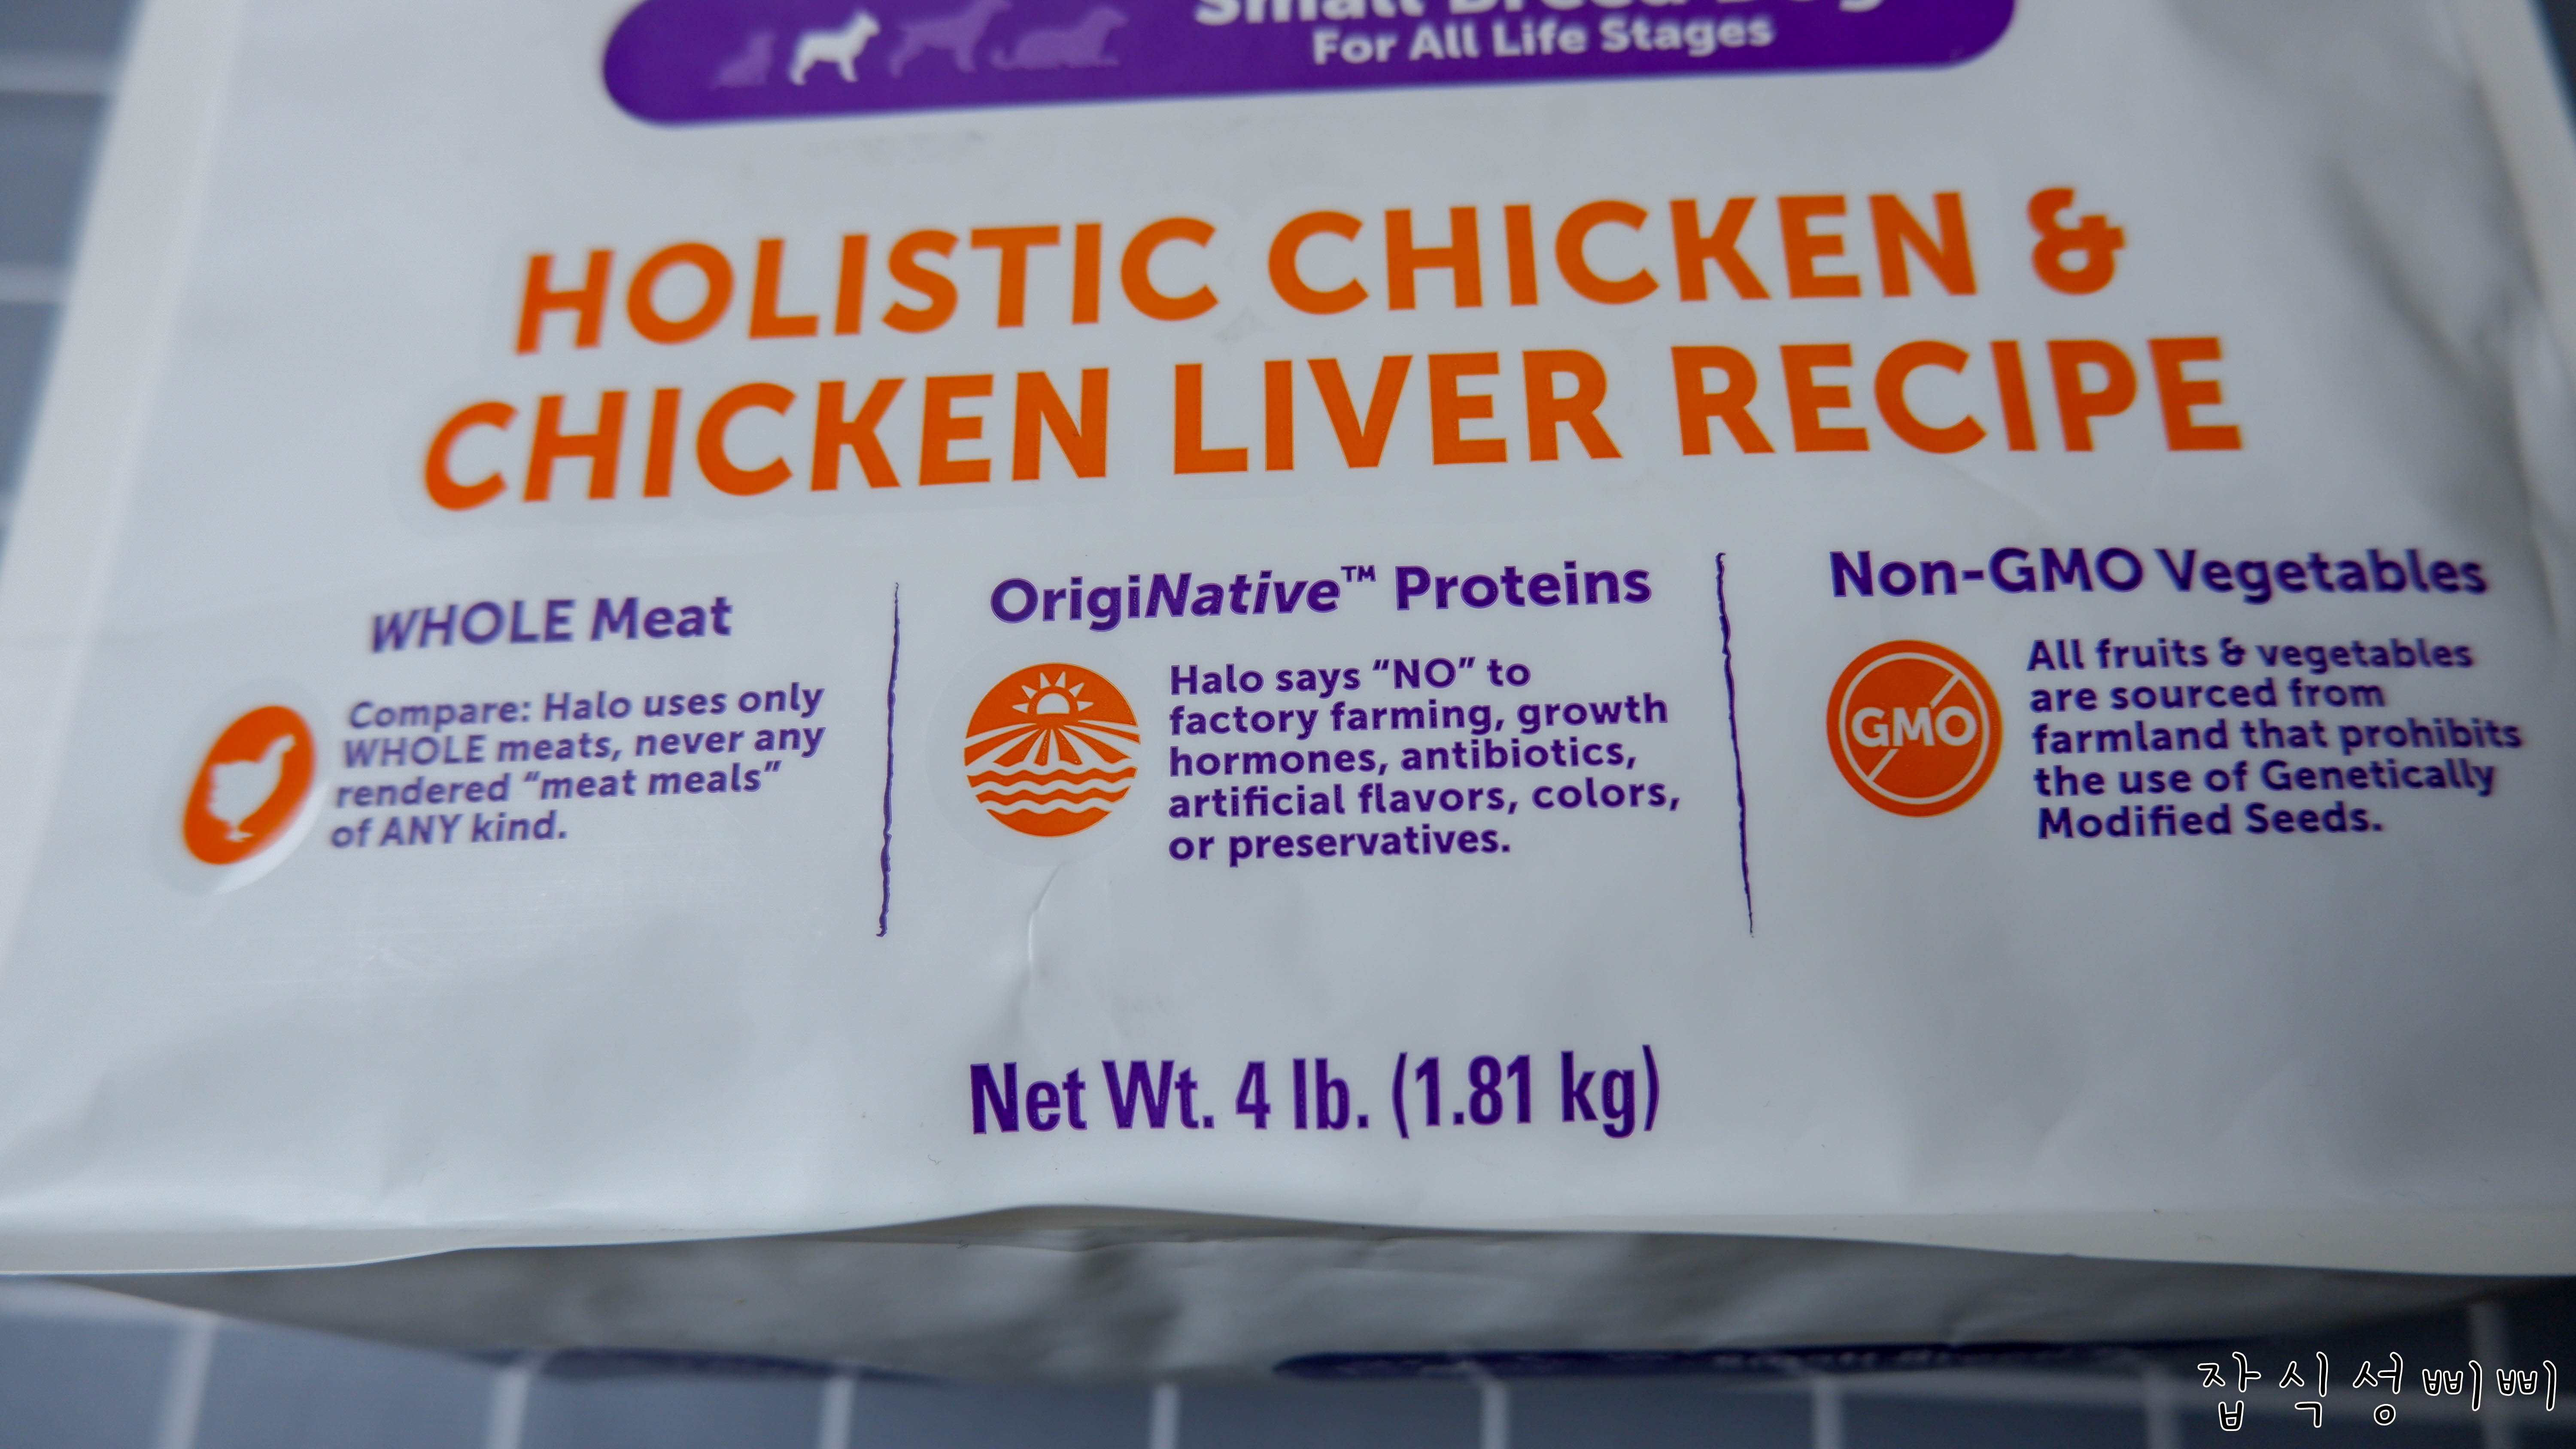 Small Breed Dog
For All Life Stages
HOLISTIC CHICKEN &
CHICKEN LIVER RECIPE
WHOLE Meat
Compare: Halo uses only
WHOLE meats, never any
rendered “meat meals”
of ANY kind.
OrigiNative™ Proteins
Halo says “NO” to
factory farming, growth
hormones, antibiotics,
artificial flavors, colors,
or preservatives.
Non-GMO Vegetables
GMO
All fruits & vegetables
are sourced from
farmland that prohibits
the use of Genetically
Modified Seeds.
Net Wt. 4 lb. (1.81 kg)
잡식성삐삐